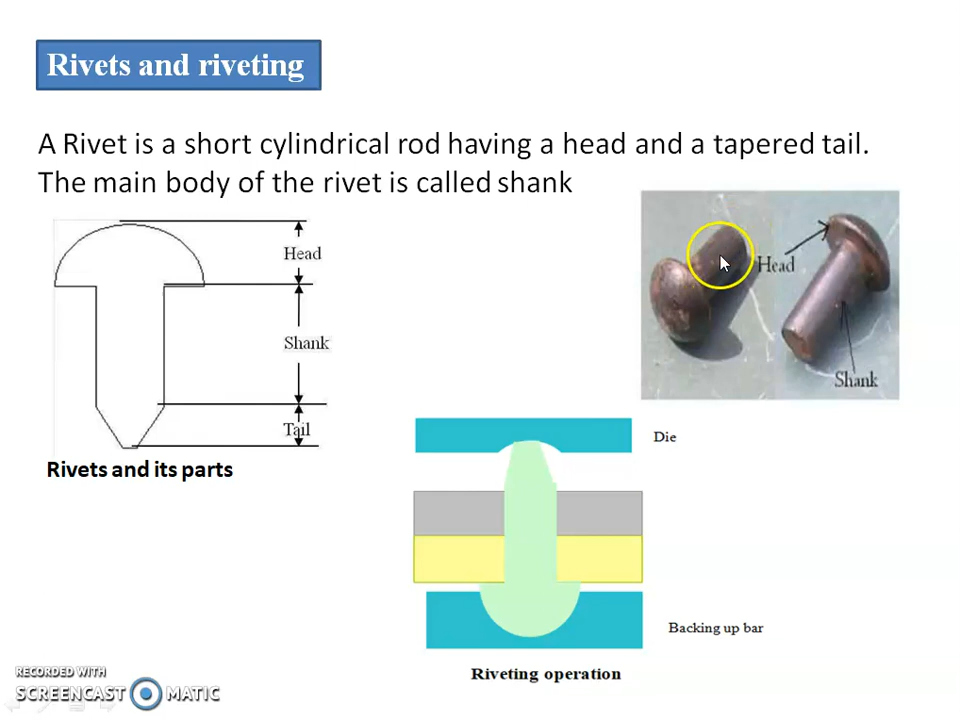 Rivets and riveting
A Rivet is a short cylindrical rod having a head and a tapered tail.
The main body of the rivet is called shank
Head
Shank
Tail
Rivets and its parts
Head
Shank
Die
Backing up bar
Riveting operation
RECORDED WITH
SCREENCAST MATIC